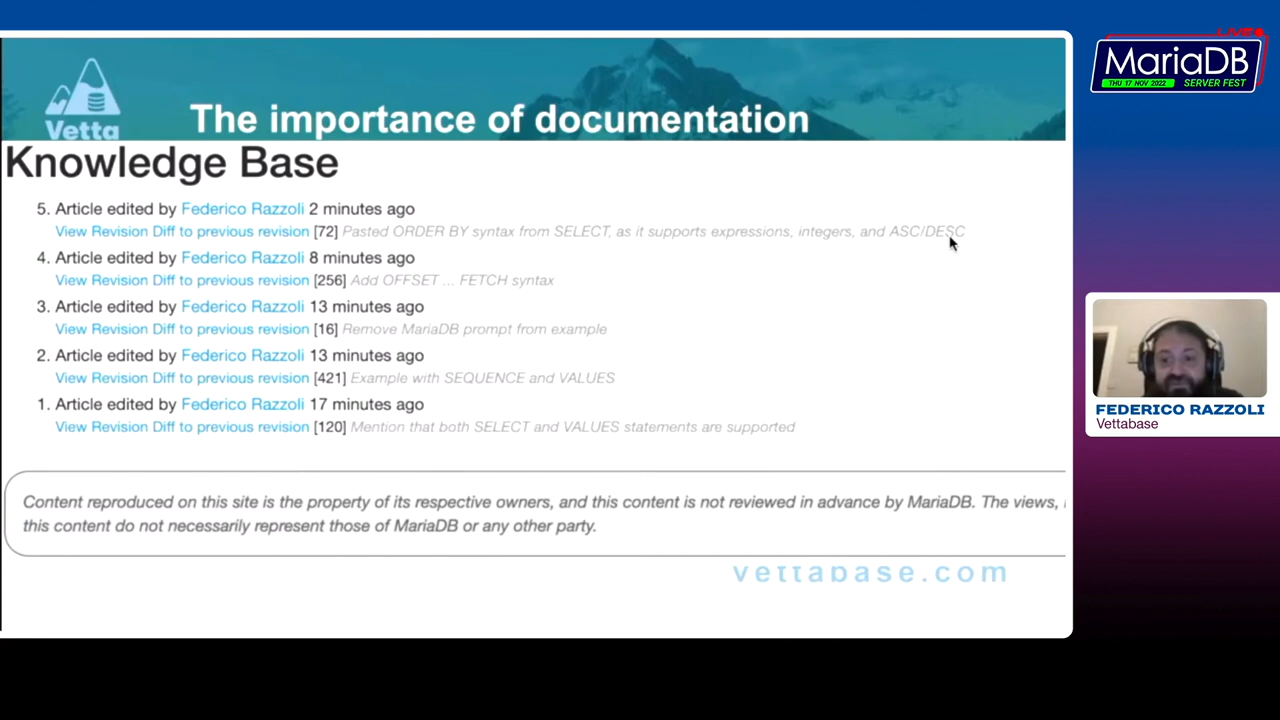 LIVE
MariaDB
THU 17 NOV 2022 SERVER FEST
Vetta
The importance of documentation
Knowledge Base
5. Article edited by Federico Razzoli 2 minutes ago
View Revision Diff to previous revision [72] Pasted ORDER BY syntax from SELECT, as it supports expressions, integers, and ASC/DESC
4. Article edited by Federico Razzoli 8 minutes ago
View Revision Diff to previous revision [256] Add OFFSET ... FETCH syntax
3. Article edited by Federico Razzoli 13 minutes ago
View Revision Diff to previous revision [16] Remove MariaDB prompt from example
2. Article edited by Federico Razzoli 13 minutes ago
View Revision Diff to previous revision [421] Example with SEQUENCE and VALUES
1. Article edited by Federico Razzoli 17 minutes ago
View Revision Diff to previous revision [120] Mention that both SELECT and VALUES statements are supported
Content reproduced on this site is the property of its respective owners, and this content is not reviewed in advance by MariaDB. The views,
this content do not necessarily represent those of MariaDB or any other party.
vettabase.com
FEDERICO RAZZOLI
Vettabase